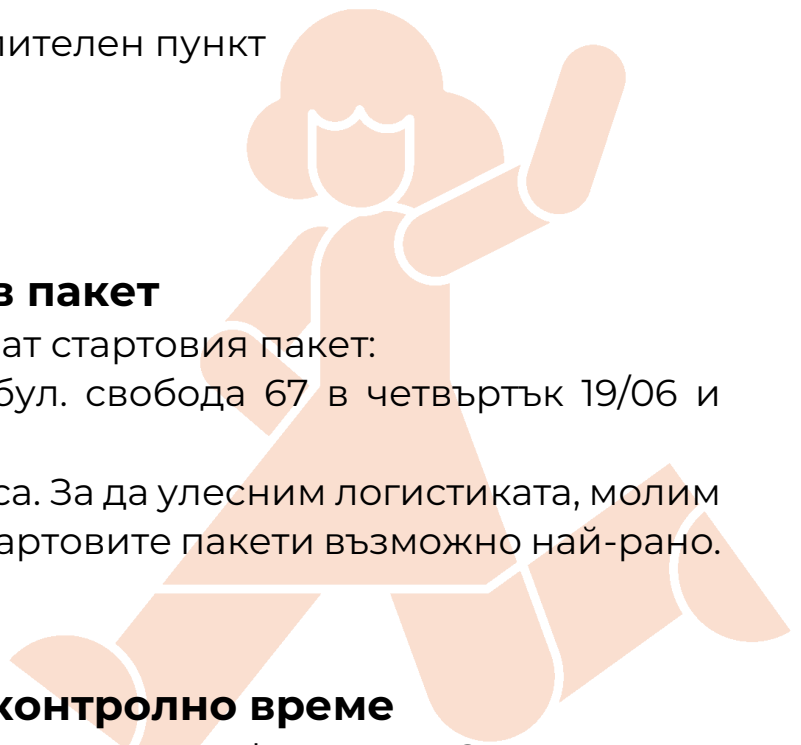 ителен пункт
в пакет
ат стартовия пакет:
бул. свобода 67 в четвъртък 19/06 и
са. За да улесним логистиката, молим
артовите пакети възможно най-рано.
контролно време